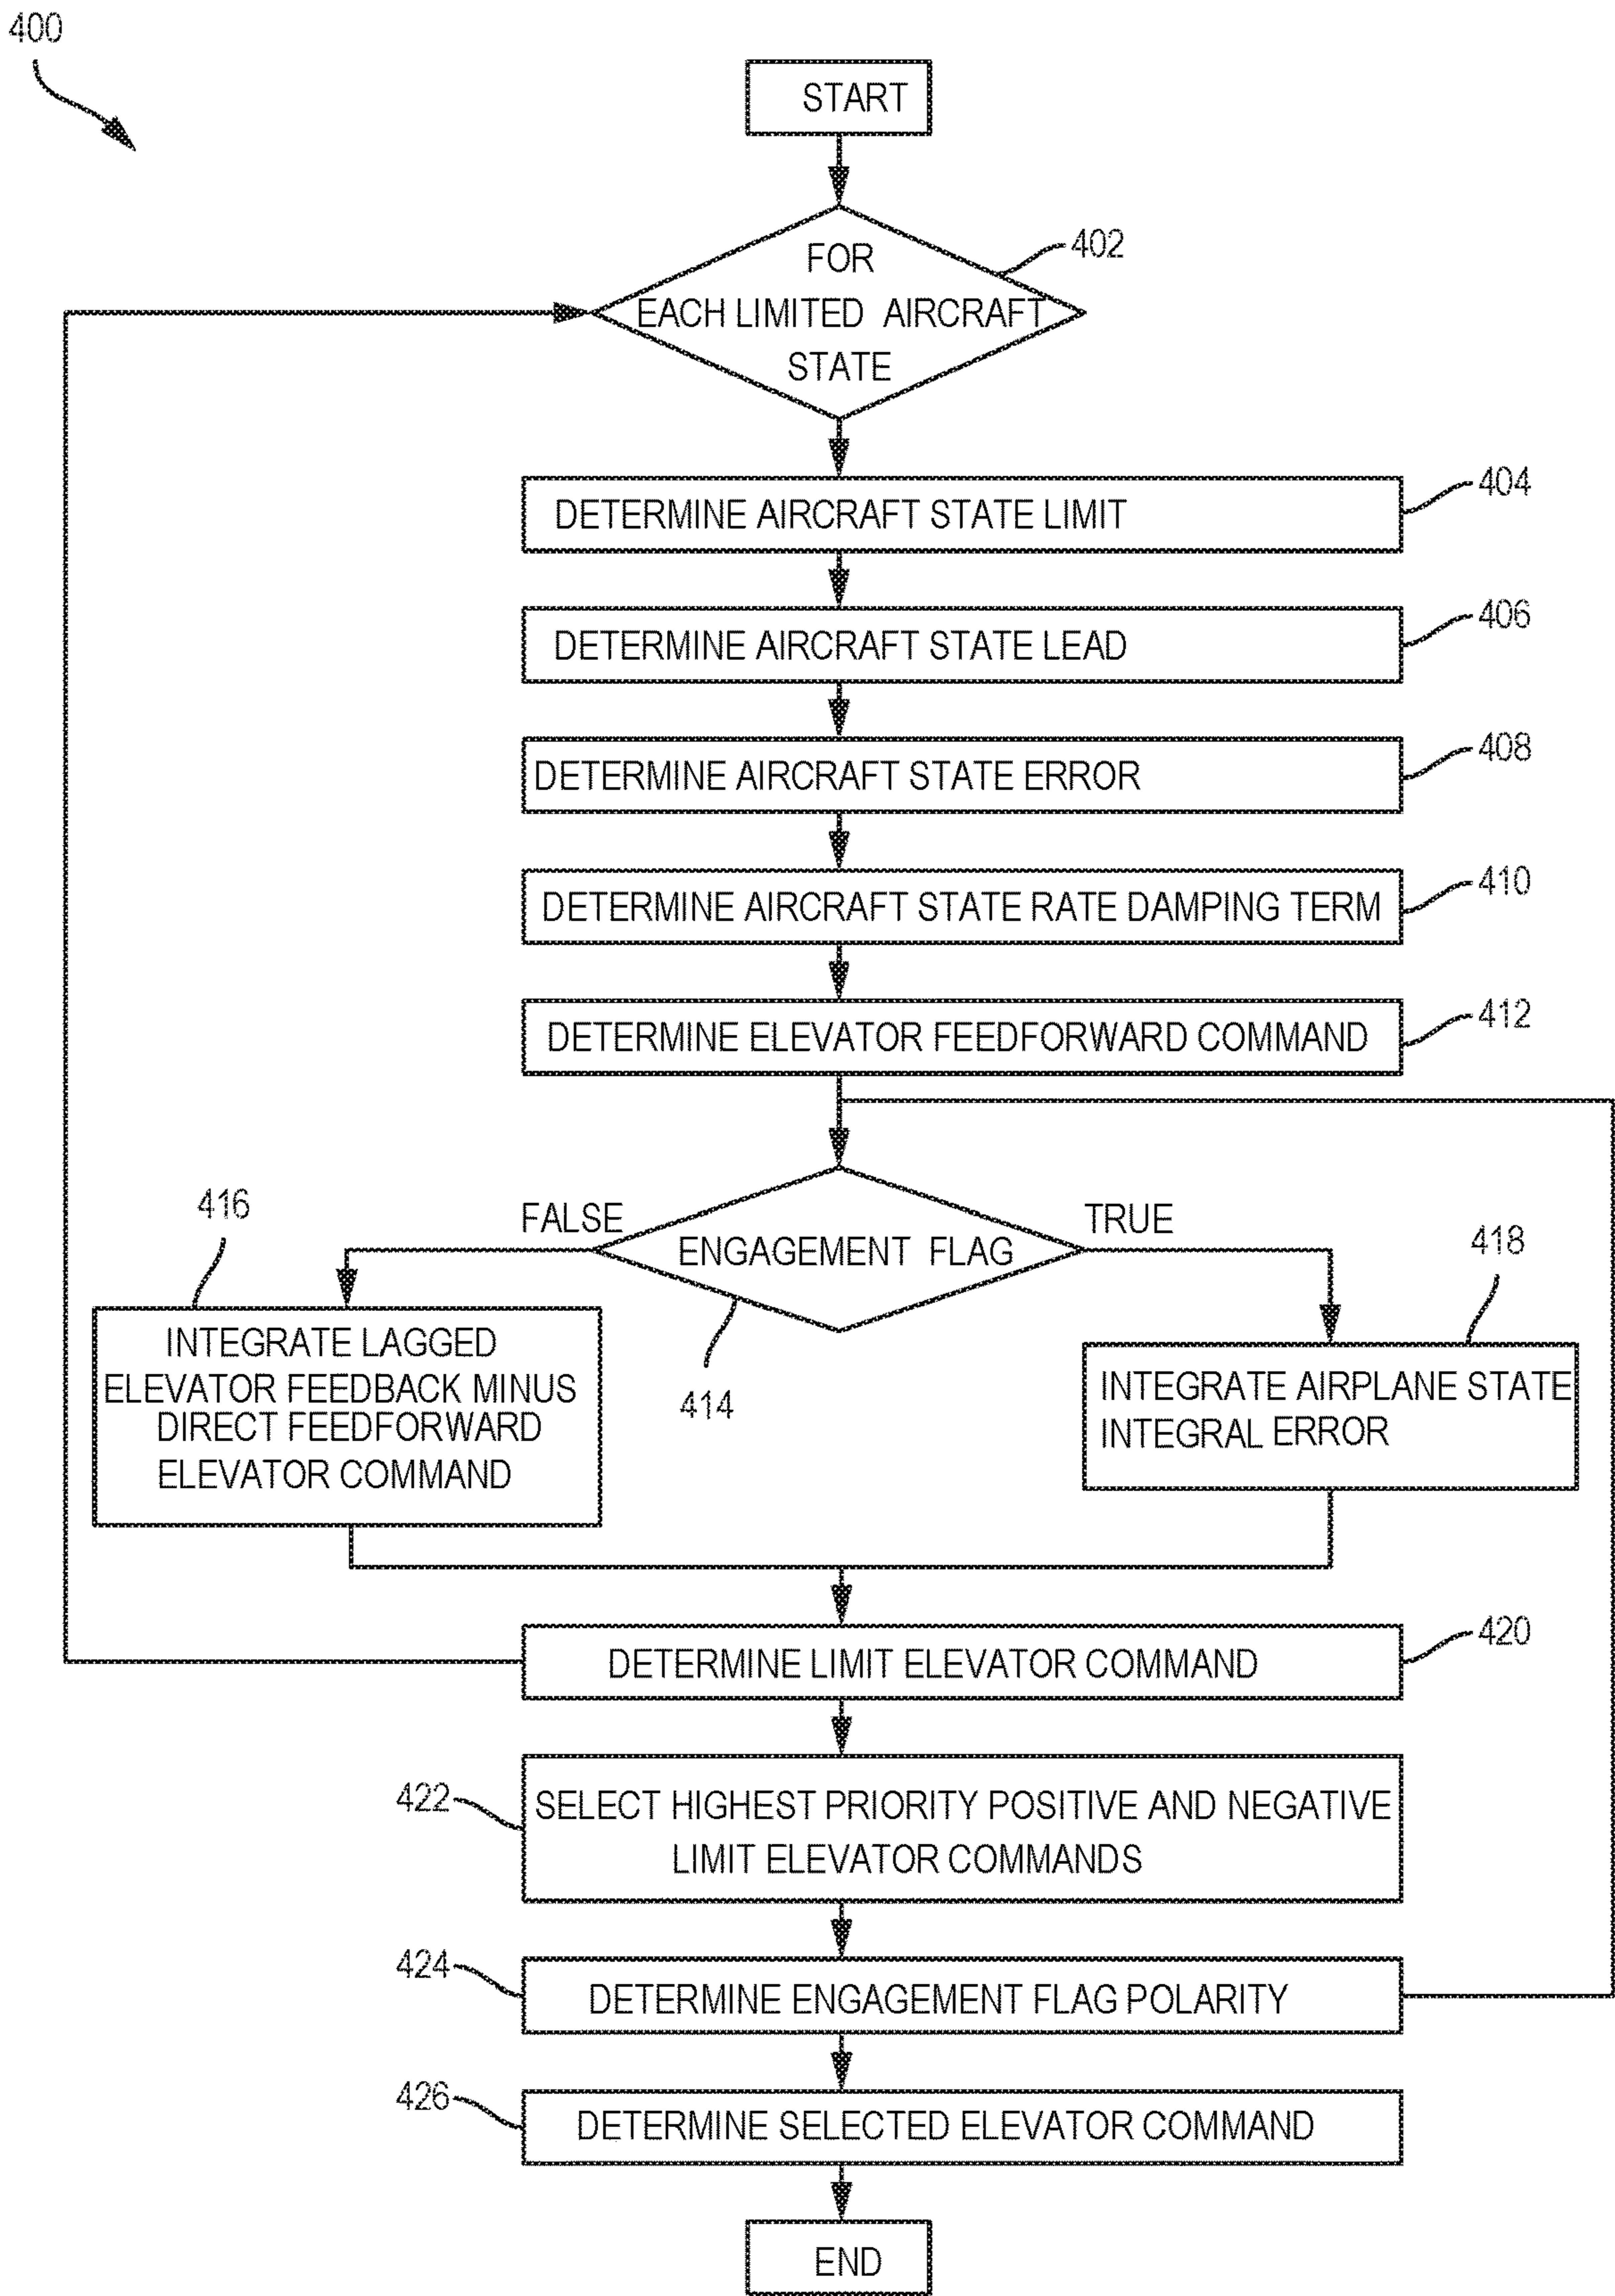 400
START
402
FOR
EACH LIMITED AIRCRAFT
STATE
404
DETERMINE AIRCRAFT STATE LIMIT
406
DETERMINE AIRCRAFT STATE LEAD
408
DETERMINE AIRCRAFT STATE ERROR
410
DETERMINE AIRCRAFT STATE RATE DAMPING TERM
412
DETERMINE ELEVATOR FEEDFORWARD COMMAND
416
FALSE
TRUE
ENGAGEMENT FLAG
418
414
INTEGRATE LAGGED
ELEVATOR FEEDBACK MINUS
DIRECT FEEDFORWARD
ELEVATOR COMMAND
INTEGRATE AIRPLANE STATE
INTEGRAL ERROR
420
DETERMINE LIMIT ELEVATOR COMMAND
422
SELECT HIGHEST PRIORITY POSITIVE AND NEGATIVE
LIMIT ELEVATOR COMMANDS
424
DETERMINE ENGAGEMENT FLAG POLARITY
426
DETERMINE SELECTED ELEVATOR COMMAND
END